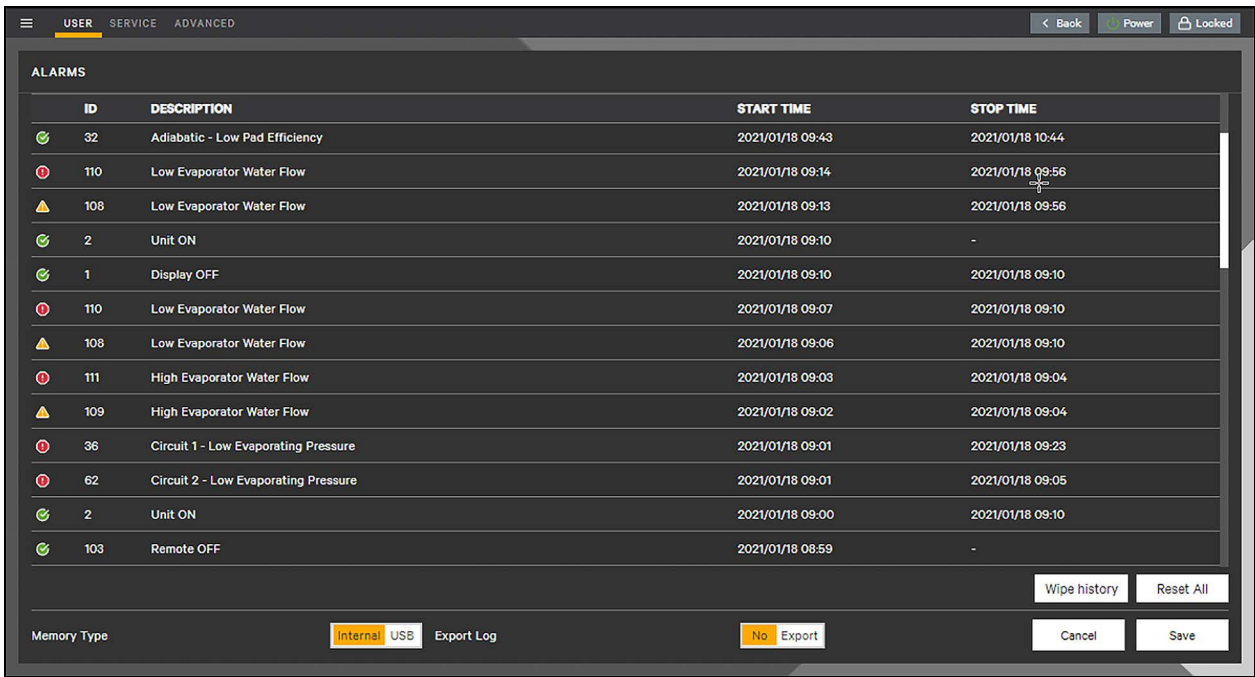 USER SERVICE ADVANCED < Back Power Locked
ALARMS
ID DESCRIPTION START TIME STOP TIME
32 Adiabatic - Low Pad Efficiency 2021/01/18 09:43 2021/01/18 10:44
110 Low Evaporator Water Flow 2021/01/18 09:14 2021/01/18 09:56
108 Low Evaporator Water Flow 2021/01/18 09:13 2021/01/18 09:56
2 Unit ON 2021/01/18 09:10 -
1 Display OFF 2021/01/18 09:10 2021/01/18 09:10
110 Low Evaporator Water Flow 2021/01/18 09:07 2021/01/18 09:10
108 Low Evaporator Water Flow 2021/01/18 09:06 2021/01/18 09:10
111 High Evaporator Water Flow 2021/01/18 09:03 2021/01/18 09:04
109 High Evaporator Water Flow 2021/01/18 09:02 2021/01/18 09:04
36 Circuit 1 - Low Evaporating Pressure 2021/01/18 09:01 2021/01/18 09:23
62 Circuit 2 - Low Evaporating Pressure 2021/01/18 09:01 2021/01/18 09:05
2 Unit ON 2021/01/18 09:00 2021/01/18 09:10
103 Remote OFF 2021/01/18 08:59 -
Wipe history Reset All
Memory Type Internal USB Export Log No Export Cancel Save